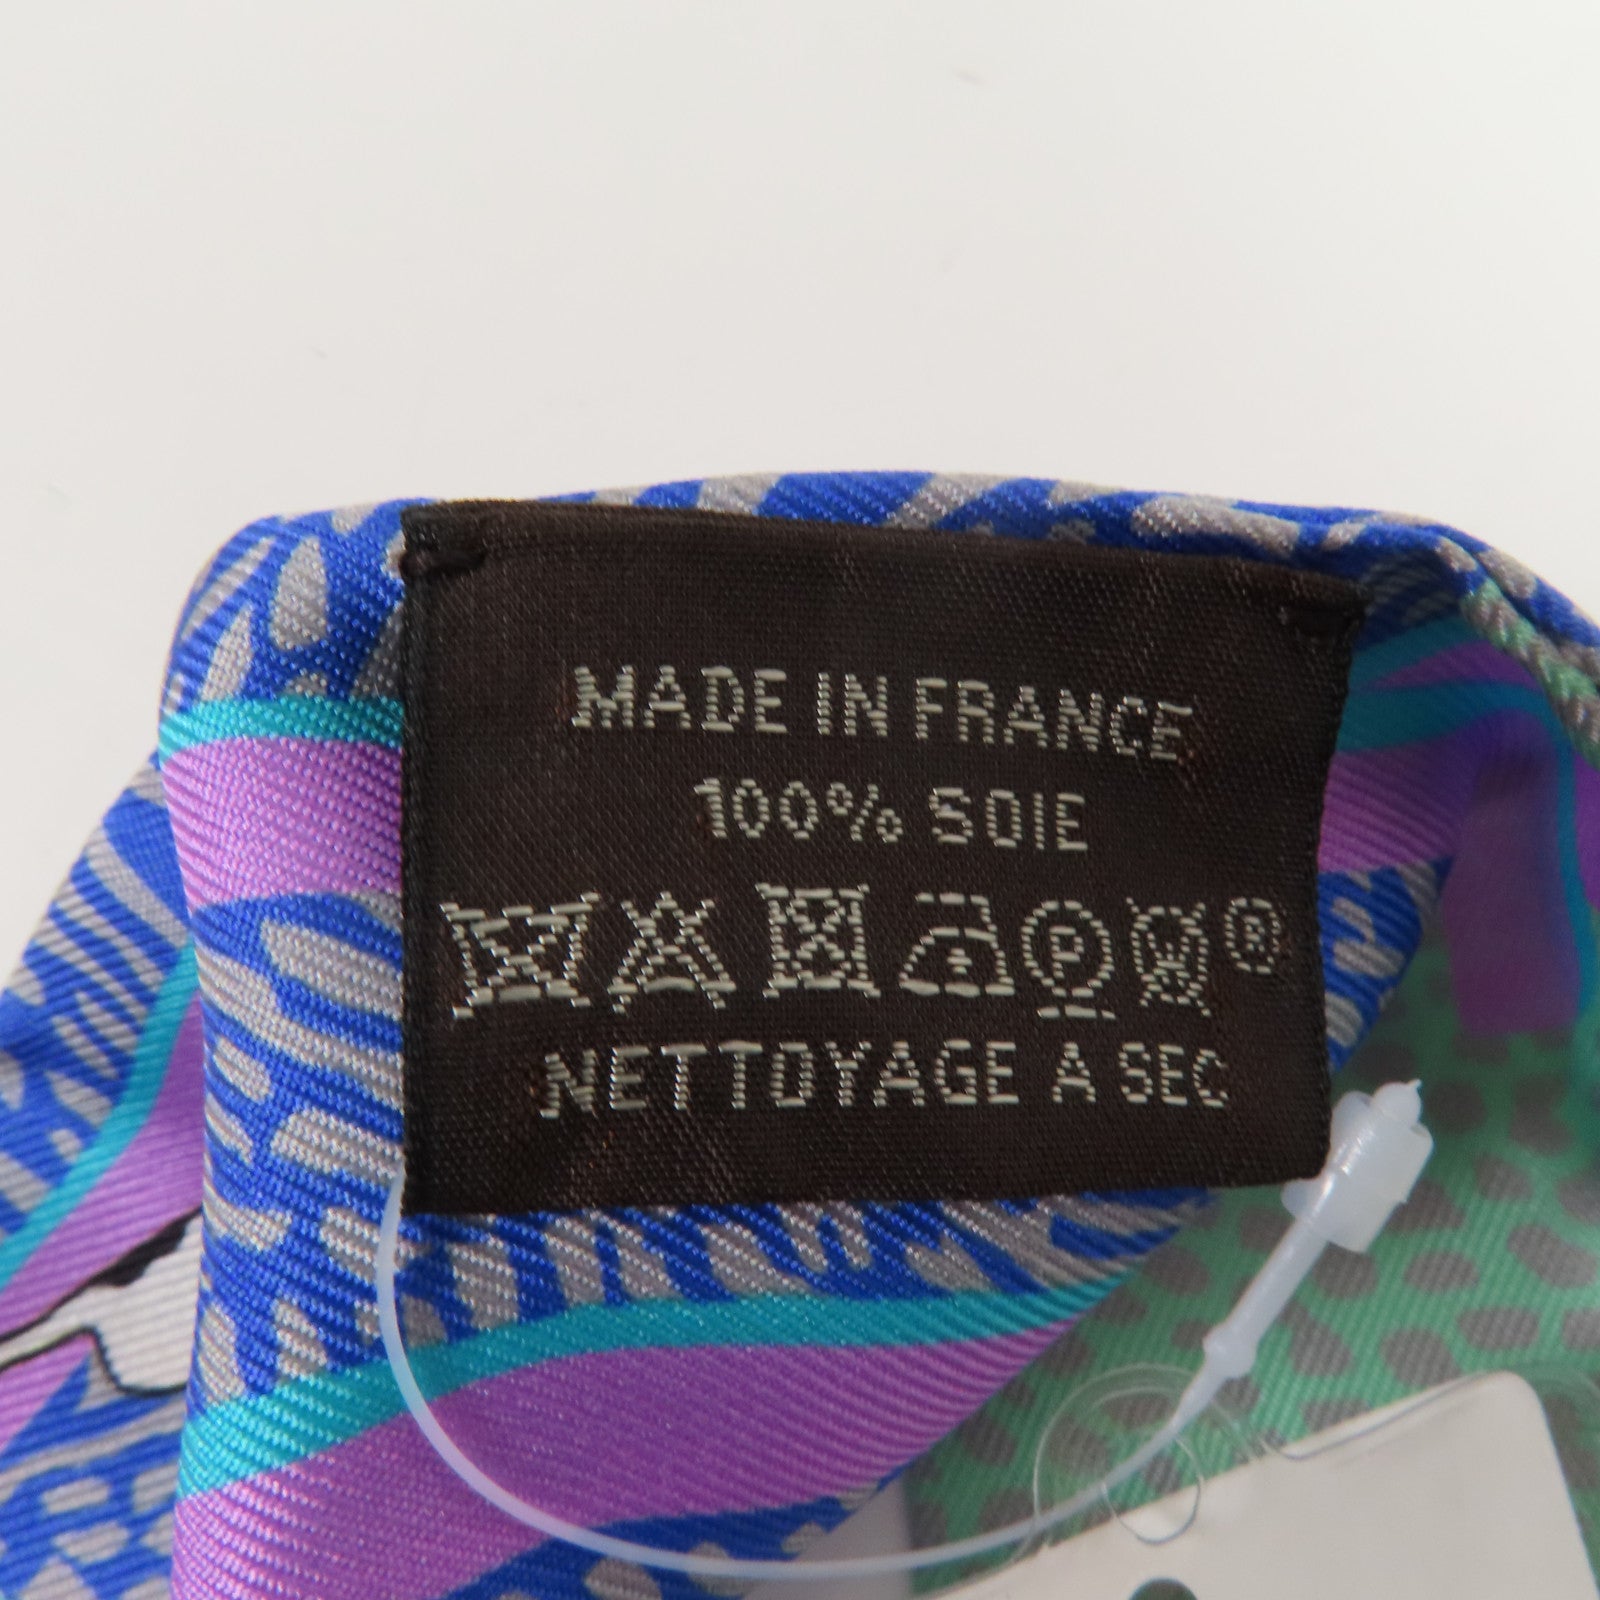 MADE IN FRANCE
100% SOIE
P W ®
NETTOYAGE A SEC